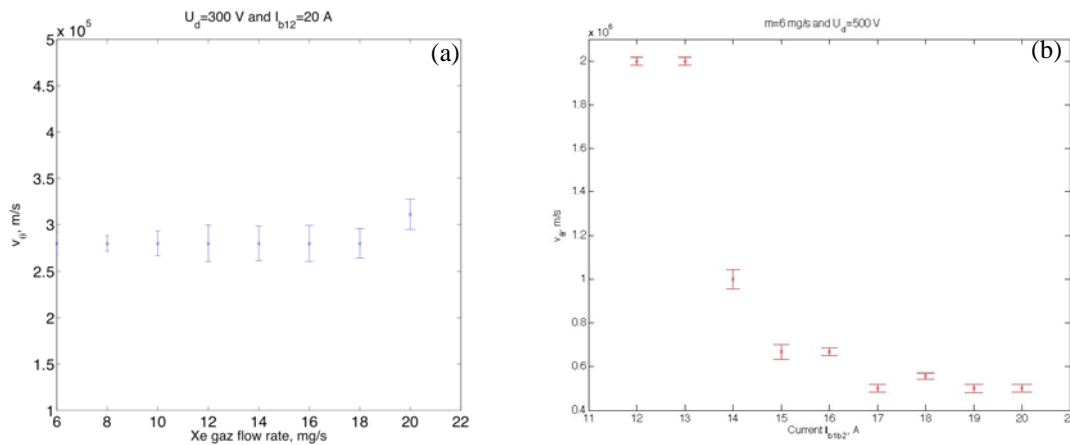 U_d=300 V and I_b12=20 A
x 10^5
(a)
5
4.5
4
3.5
3
2.5
2
1.5
1
v_θ, m/s
6 8 10 12 14 16 18 20 22
Xe gaz flow rate, mg/s
m=6 mg/s and U_d=500 V
x 10^6
(b)
2
1.8
1.6
1.4
1.2
1
0.8
0.6
0.4
v_θ, m/s
11 12 13 14 15 16 17 18 19 20 2
Current I_b1b2, A